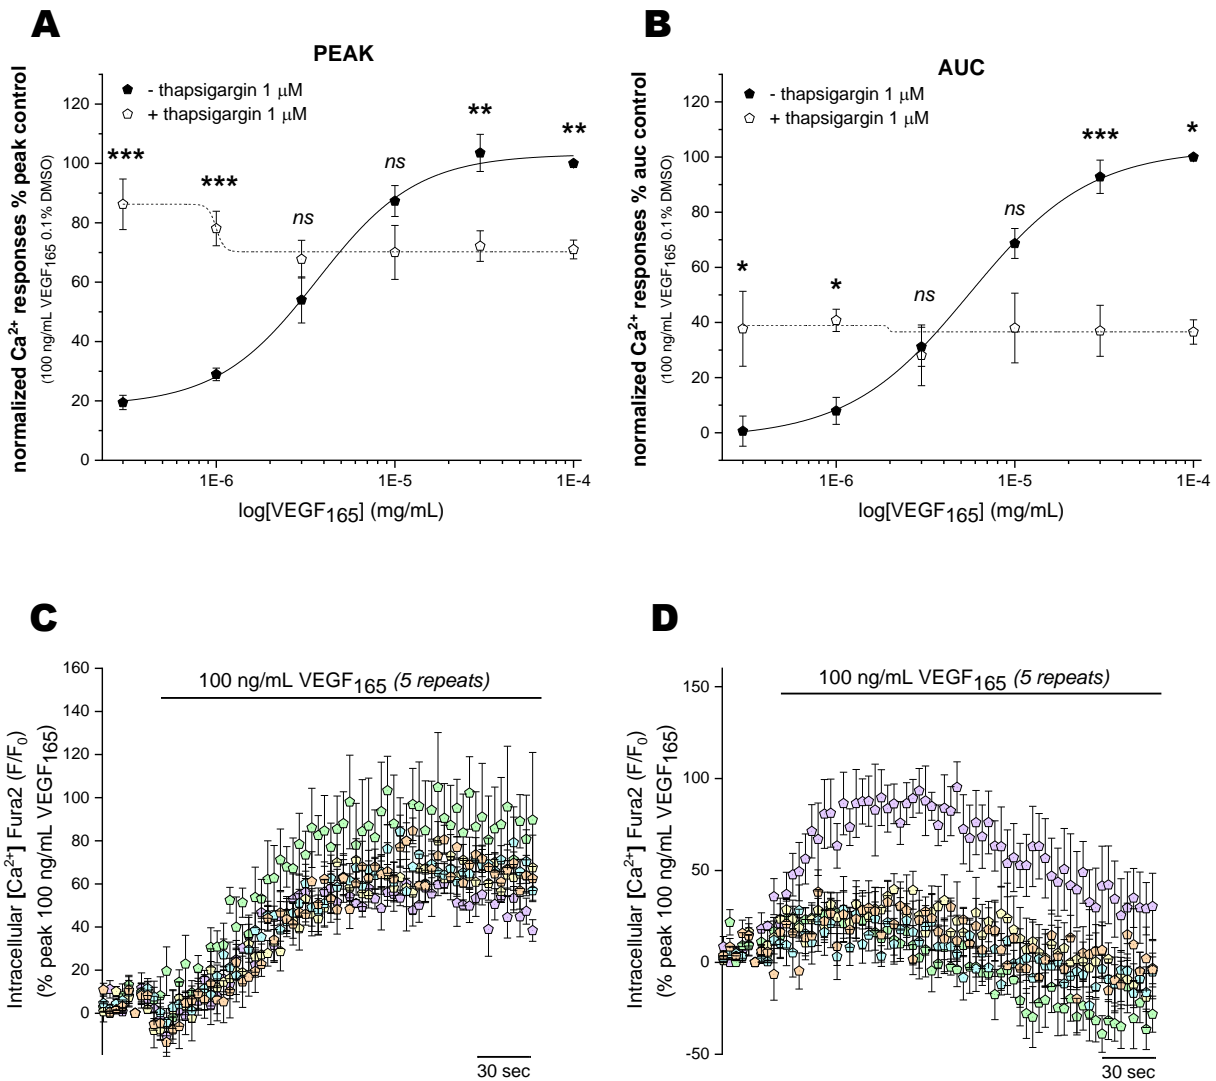 A
PEAK
- thapsigargin 1 μM
+ thapsigargin 1 μM
normalized Ca²⁺ responses % peak control
(100 ng/mL VEGF₁₆₅ 0.1% DMSO)
120
100
80
60
40
20
0
***
***
ns
ns
**
**
1E-6
1E-5
1E-4
log[VEGF₁₆₅] (mg/mL)
B
AUC
- thapsigargin 1 μM
+ thapsigargin 1 μM
normalized Ca²⁺ responses % auc control
(100 ng/mL VEGF₁₆₅ 0.1% DMSO)
120
100
80
60
40
20
0
*
*
ns
ns
***
*
1E-6
1E-5
1E-4
log[VEGF₁₆₅] (mg/mL)
C
100 ng/mL VEGF₁₆₅ (5 repeats)
Intracellular [Ca²⁺] Fura2 (F/F₀)
(% peak 100 ng/mL VEGF₁₆₅)
160
140
120
100
80
60
40
20
0
30 sec
D
100 ng/mL VEGF₁₆₅ (5 repeats)
Intracellular [Ca²⁺] Fura2 (F/F₀)
(% peak 100 ng/mL VEGF₁₆₅)
150
100
50
0
-50
30 sec